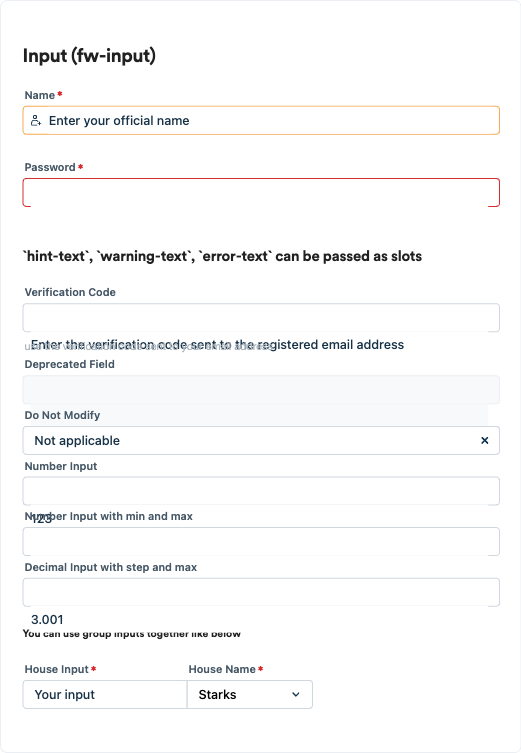 Input (fw-input)
Name *
Enter your official name
Password *
`hint-text`, `warning-text`, `error-text` can be passed as slots
Verification Code
Enter the verification code sent to the registered email address
Deprecated Field
Do Not Modify
Not applicable ×
Number Input
Number Input with min and max
123
Decimal Input with step and max
3.001
You can use group inputs together like below
House Input * House Name *
Your input Starks